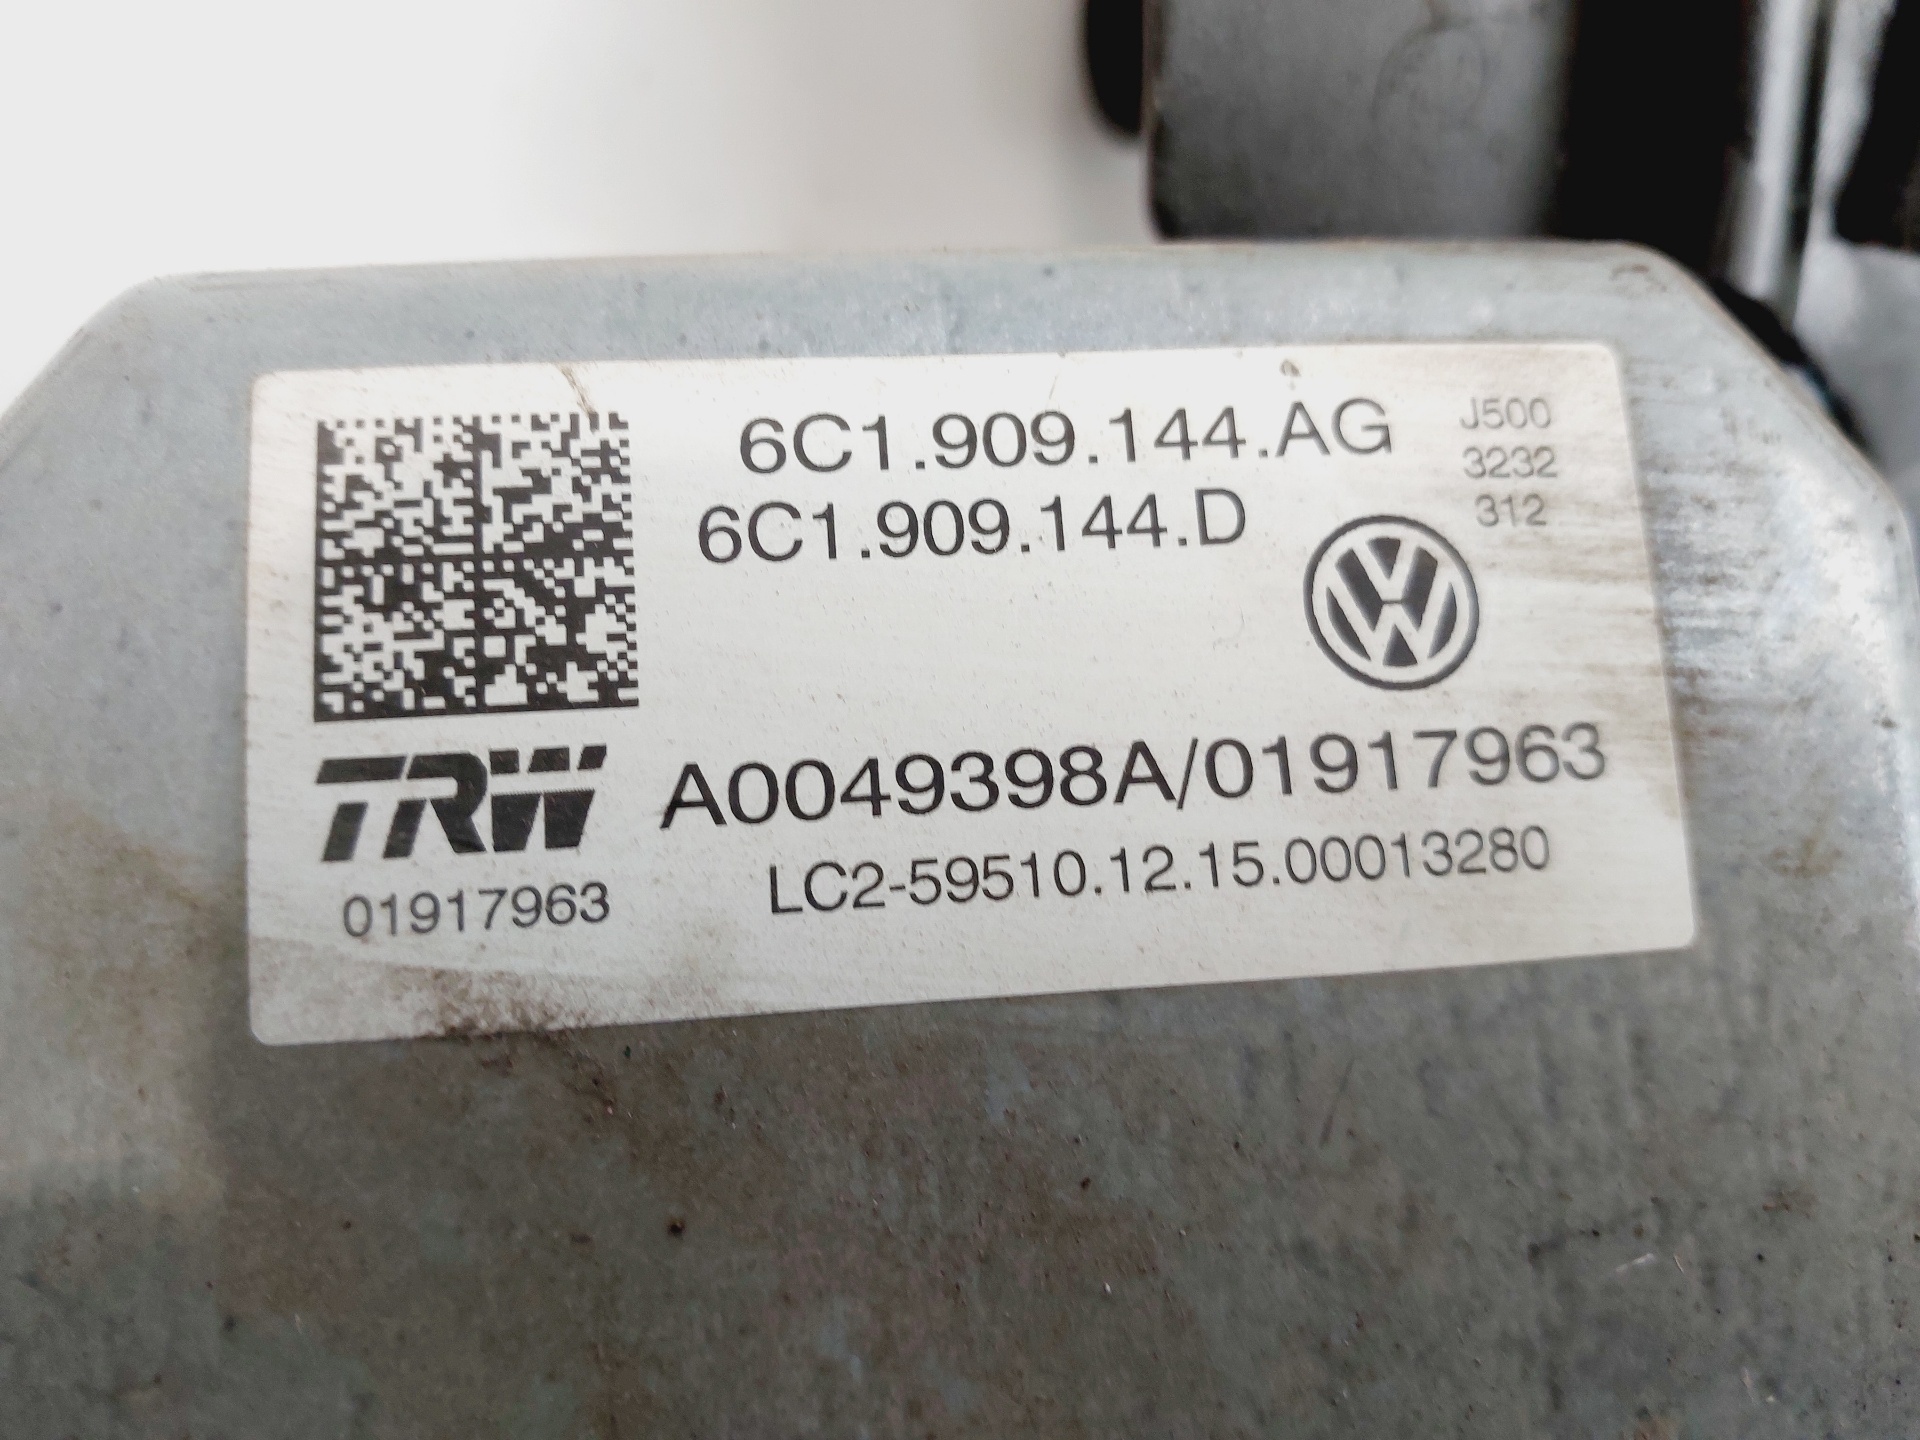 6C1.909.144.AG
J500
3232
312
6C1.909.144.D
TRW
A0049398A/01917963
01917963
LC2-59510.12.15.00013280